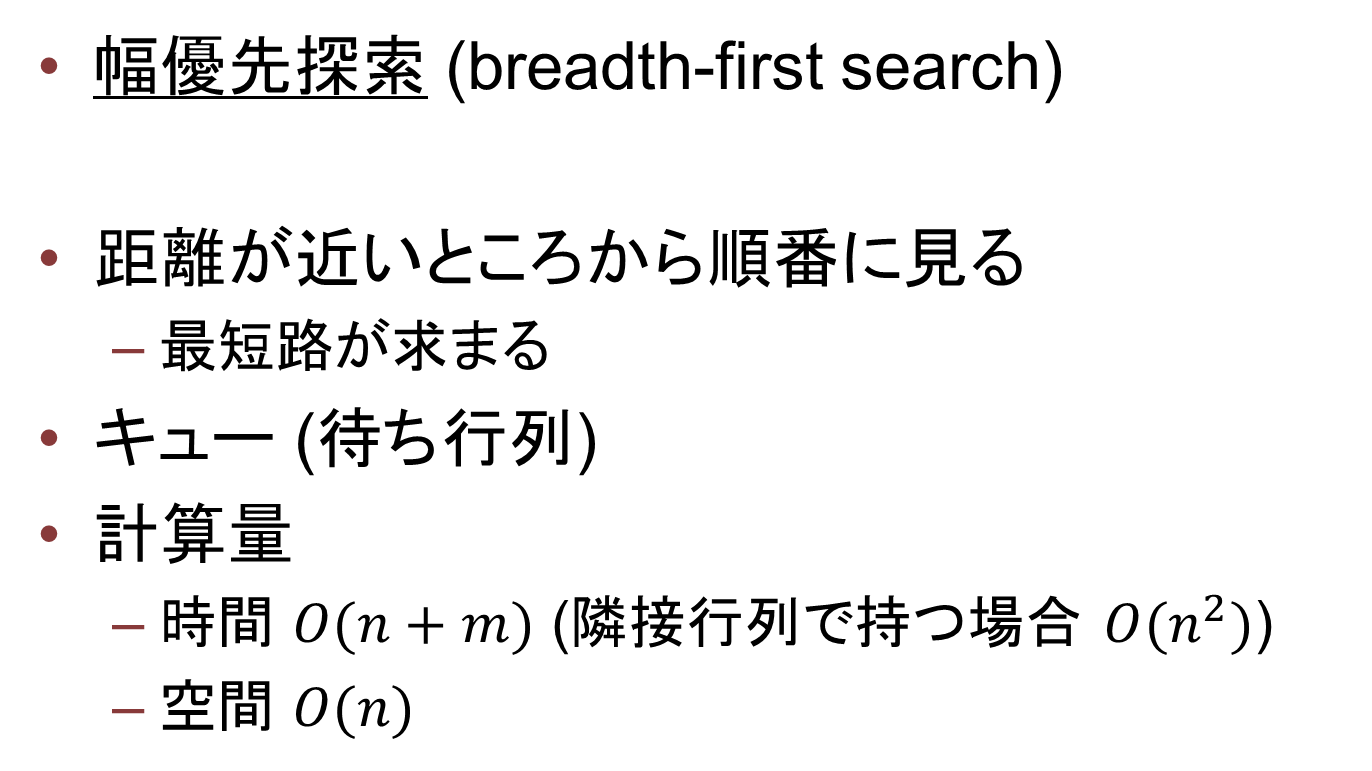 • 幅優先探索 (breadth-first search)
• 距離が近いところから順番に見る
– 最短路が求まる
• キュー (待ち行列)
• 計算量
– 時間 𝑂(𝑛 + 𝑚) (隣接行列で持つ場合 𝑂(𝑛²))
– 空間 𝑂(𝑛)